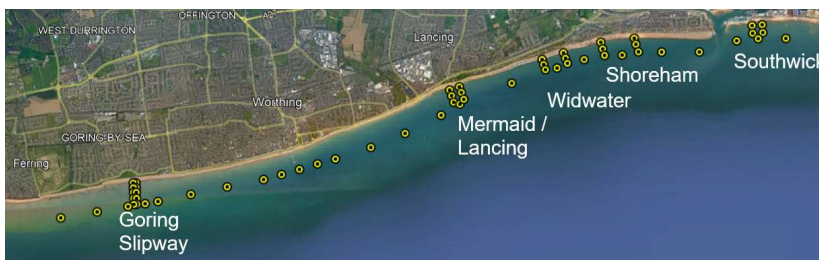 OFFINGTON
A27
WEST DURRINGTON
Lancing
Southwick
Shoreham
Widwater
Worthing
Mermaid /
Lancing
GORING-BY-SEA
Ferring
Goring
Slipway